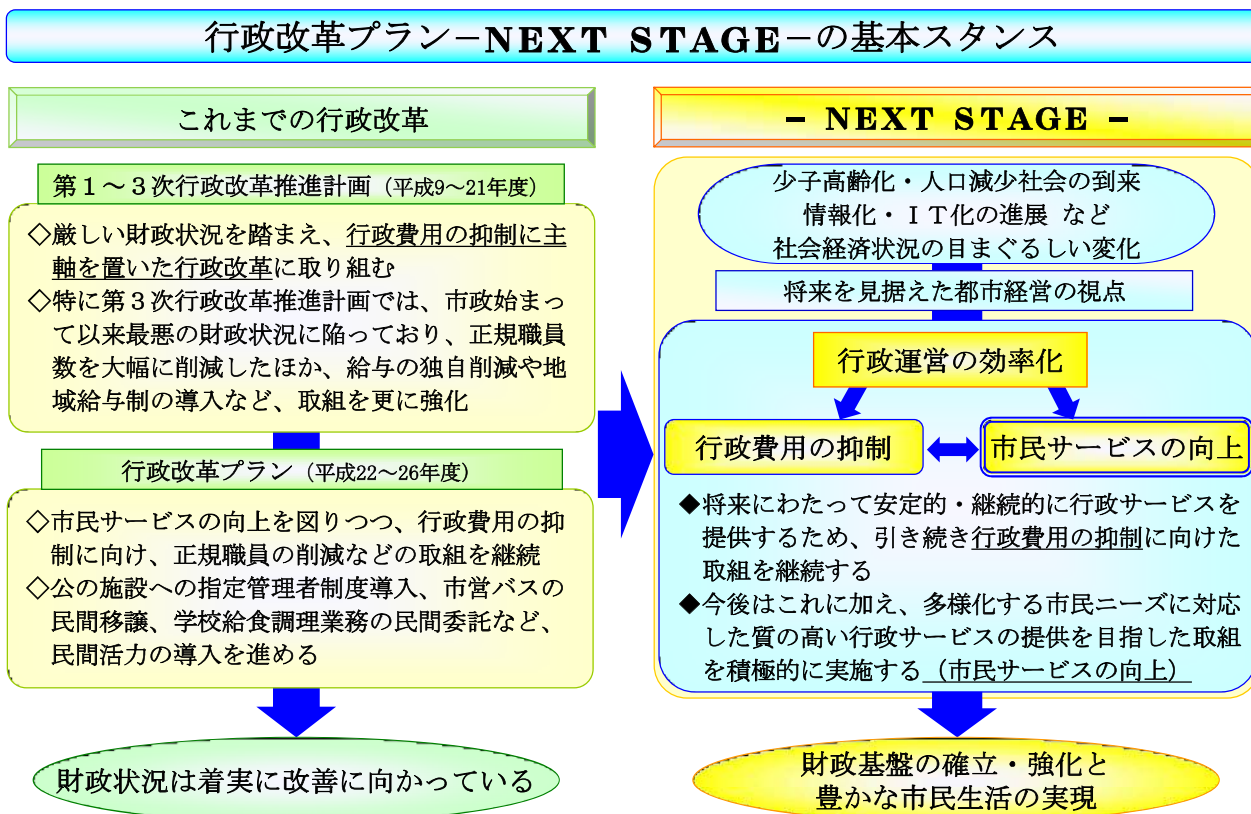 行政改革プラン－NEXT STAGE－の基本スタンス
これまでの行政改革
第１～３次行政改革推進計画（平成9～21年度）
◇厳しい財政状況を踏まえ、行政費用の抑制に主
軸を置いた行政改革に取り組む
◇特に第３次行政改革推進計画では、市政始まっ
て以来最悪の財政状況に陥っており、正規職員
数を大幅に削減したほか、給与の独自削減や地
域給与制の導入など、取組を更に強化
行政改革プラン（平成22～26年度）
◇市民サービスの向上を図りつつ、行政費用の抑
制に向け、正規職員の削減などの取組を継続
◇公の施設への指定管理者制度導入、市営バスの
民間移譲、学校給食調理業務の民間委託など、
民間活力の導入を進める
財政状況は着実に改善に向かっている
－ NEXT STAGE －
少子高齢化・人口減少社会の到来
情報化・ＩＴ化の進展 など
社会経済状況の目まぐるしい変化
将来を見据えた都市経営の視点
行政運営の効率化
行政費用の抑制
市民サービスの向上
◆将来にわたって安定的・継続的に行政サービスを
提供するため、引き続き行政費用の抑制に向けた
取組を継続する
◆今後はこれに加え、多様化する市民ニーズに対応
した質の高い行政サービスの提供を目指した取組
を積極的に実施する（市民サービスの向上）
財政基盤の確立・強化と
豊かな市民生活の実現